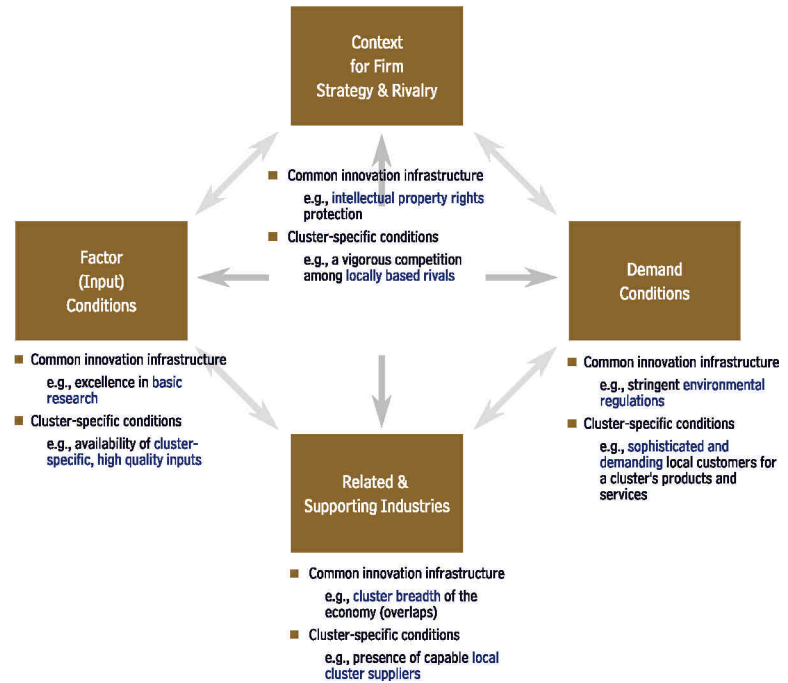 Context
for Firm
Strategy & Rivalry
Common innovation infrastructure
e.g., intellectual property rights
protection
Cluster-specific conditions
e.g., a vigorous competition
among locally based rivals
Factor
(Input)
Conditions
Common innovation infrastructure
e.g., excellence in basic
research
Cluster-specific conditions
e.g., availability of cluster-
specific, high quality inputs
Demand
Conditions
Common innovation infrastructure
e.g., stringent environmental
regulations
Cluster-specific conditions
e.g., sophisticated and
demanding local customers for
a cluster's products and
services
Related &
Supporting Industries
Common innovation infrastructure
e.g., cluster breadth of the
economy (overlaps)
Cluster-specific conditions
e.g., presence of capable local
cluster suppliers